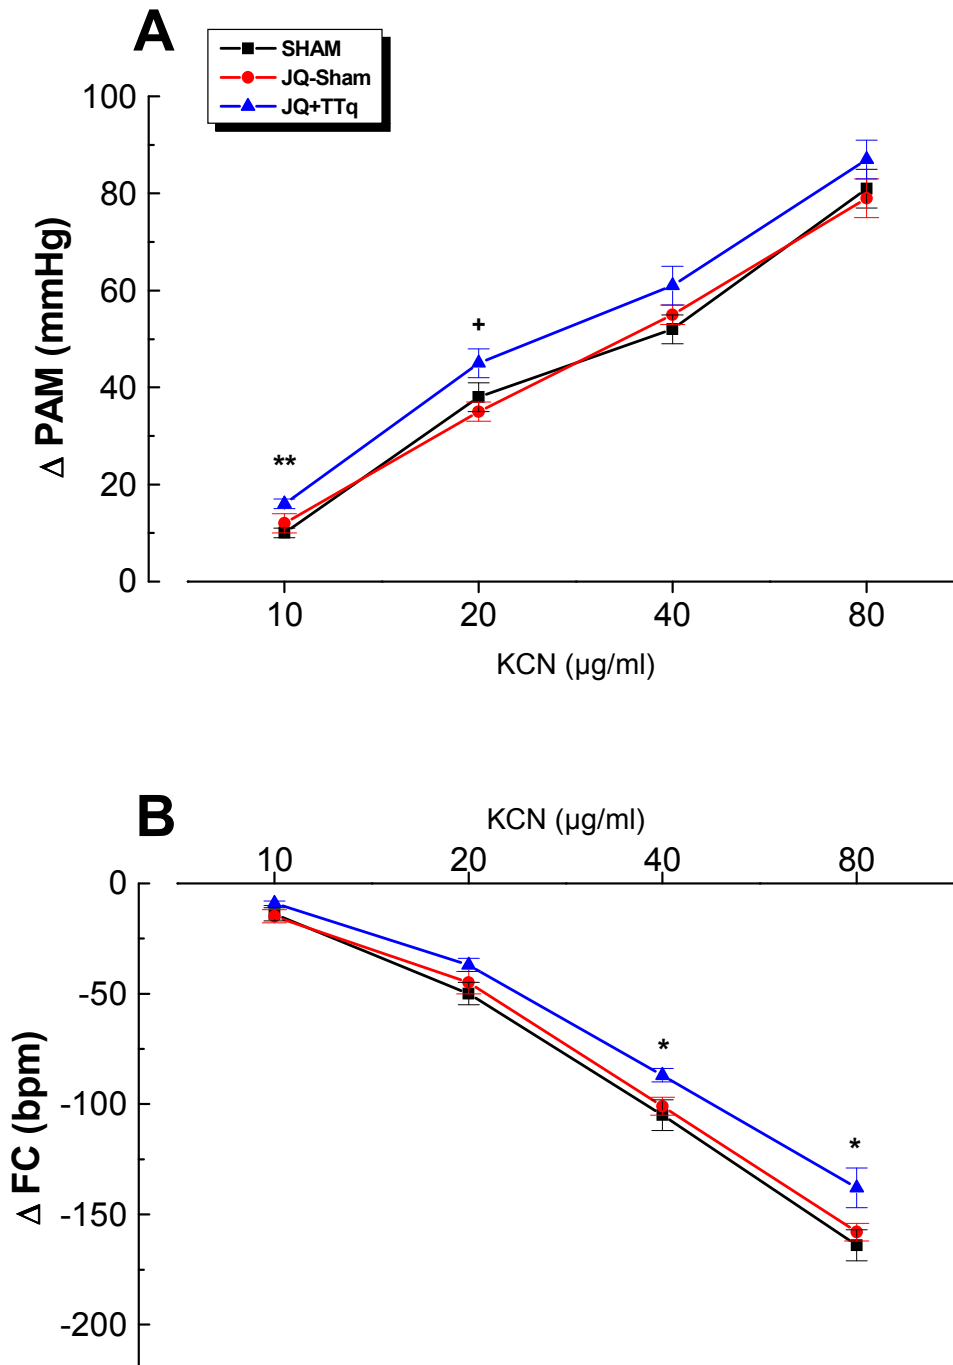 A
SHAM
JQ-Sham
JQ+TTq
Δ PAM (mmHg)
100
80
60
40
20
0
**
+
10 20 40 80
KCN (µg/ml)
B
KCN (µg/ml)
10 20 40 80
Δ FC (bpm)
0
-50
-100
-150
-200
*
*